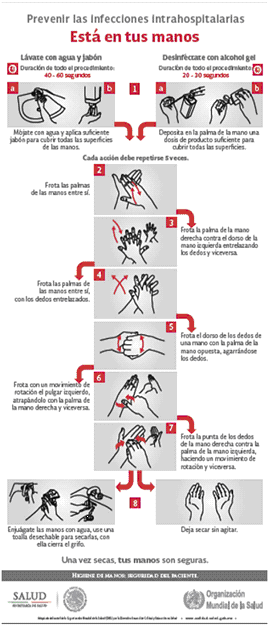 Prevenir las infecciones intrahospitalarias
Está en tus manos
Lávate con agua y jabón
Duración de todo el procedimiento:
40 - 60 segundos
Desinféctate con alcohol gel
Duración de todo el procedimiento:
20 - 30 segundos
a
b
1
a
b
Mójate con agua y aplica suficiente
jabón para cubrir todas las superficies
de las manos.
Deposita en la palma de la mano una
dosis de producto suficiente para
cubrir todas las superficies.
Cada acción debe repetirse 5 veces.
2
Frota las palmas
de las manos entre sí.
3
Frota la palma de la mano
derecha contra el dorso de la
mano izquierda entrelazando
los dedos y viceversa.
4
Frota las palmas de
las manos entre
sí, con los dedos entrelazados.
5
Frota el dorso de los dedos de
una mano con la palma de la
mano opuesta, agarrándose
los dedos.
6
Frota con un movimiento de
rotación el pulgar izquierdo,
atrapándolo con la palma de
la mano derecha y viceversa.
7
Frota la punta de los dedos
de la mano derecha contra la
palma de la mano izquierda,
haciendo un movimiento de
rotación y viceversa.
8
Enjuágate las manos con agua, use una
toalla desechable para secarlas, con
ella cierra el grifo.
Deja secar sin agitar.
Una vez secas, tus manos son seguras.
HIGIENE DE MANOS: SEGURIDAD DEL PACIENTE.
SALUD
SECRETARÍA DE SALUD
Organización
Mundial de la Salud